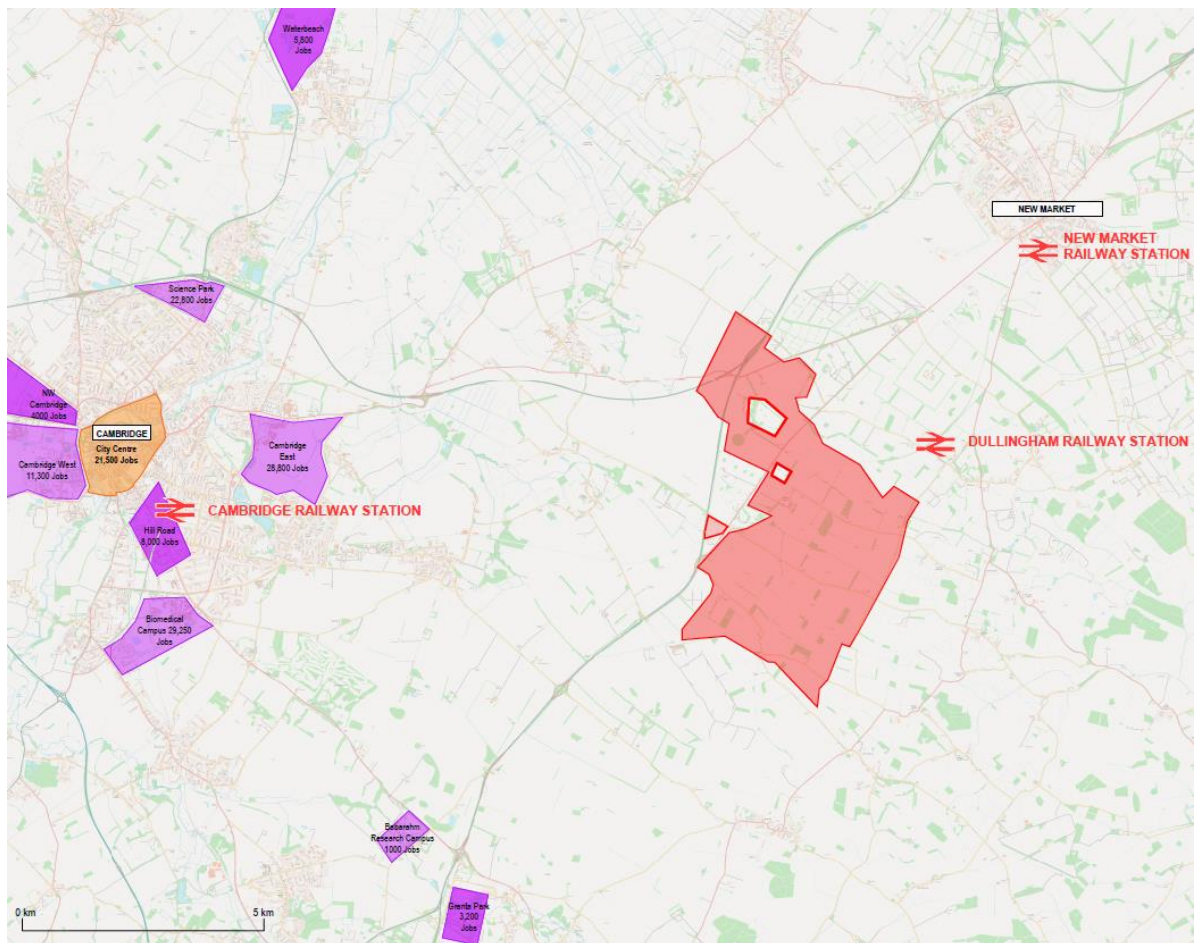 Waterbeach
5,800
Jobs
NEW MARKET
NEW MARKET
RAILWAY STATION
Science Park
22,800 Jobs
NW
Cambridge
4000 Jobs
CAMBRIDGE
City Centre
21,500 Jobs
Cambridge West
11,300 Jobs
Cambridge
East
28,800 Jobs
DULLINGHAM RAILWAY STATION
CAMBRIDGE RAILWAY STATION
Hill Road
8,000 Jobs
Biomedical
Campus 29,250
Jobs
Babarahm
Research Campus
1000 Jobs
Granta Park
3,200
Jobs
0 km
5 km